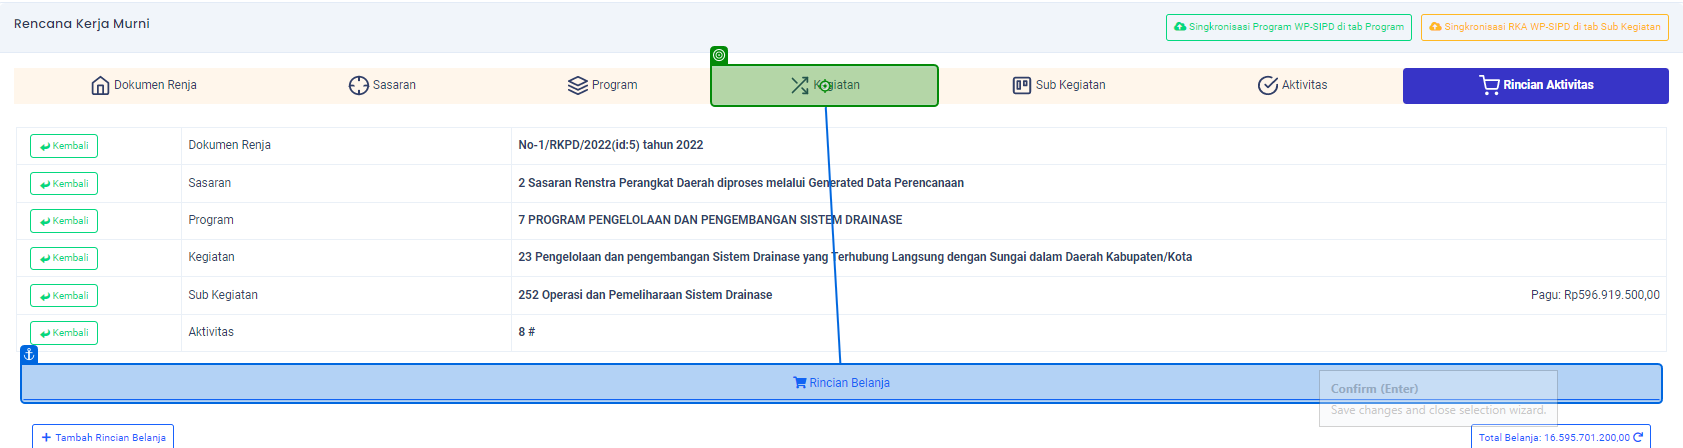 Rencana Kerja Murni
Singkronisasi Program WP-SIPD di tab Program
Singkronisasi RKA WP-SIPD di tab Sub Kegiatan
Dokumen Renja
Sasaran
Program
Kegiatan
Sub Kegiatan
Aktivitas
Rincian Aktivitas
Kembali Dokumen Renja No-1/RKPD/2022(id:5) tahun 2022
Kembali Sasaran 2 Sasaran Renstra Perangkat Daerah diproses melalui Generated Data Perencanaan
Kembali Program 7 PROGRAM PENGELOLAAN DAN PENGEMBANGAN SISTEM DRAINASE
Kembali Kegiatan 23 Pengelolaan dan pengembangan Sistem Drainase yang Terhubung Langsung dengan Sungai dalam Daerah Kabupaten/Kota
Kembali Sub Kegiatan 252 Operasi dan Pemeliharaan Sistem Drainase Pagu: Rp596.919.500,00
Kembali Aktivitas 8 #
Rincian Belanja
Confirm (Enter)
Save changes and close selection wizard.
+ Tambah Rincian Belanja
Total Belanja: 16.595.701.200,00